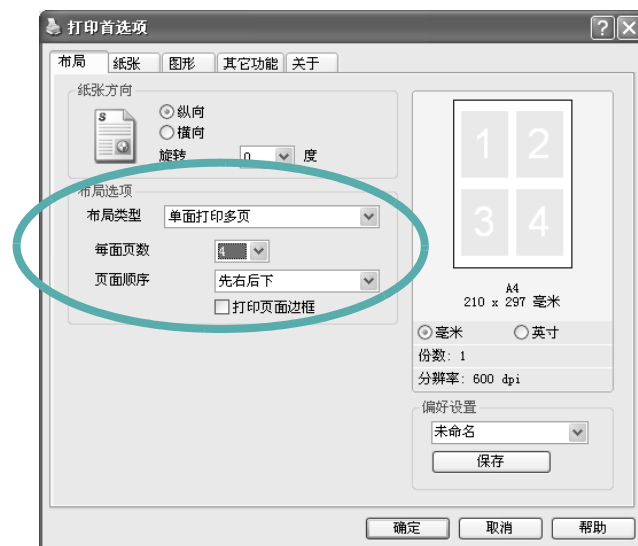 打印首选项
布局 纸张 图形 其它功能 关于
纸张方向
S
纵向
横向
旋转 0 度
布局选项
布局类型 单面打印多页
每面页数 4
页面顺序 先右后下
打印页面边框
1 2
3 4
A4
210 x 297 毫米
毫米 英寸
份数: 1
分辨率: 600 dpi
偏好设置
未命名
保存
确定 取消 帮助